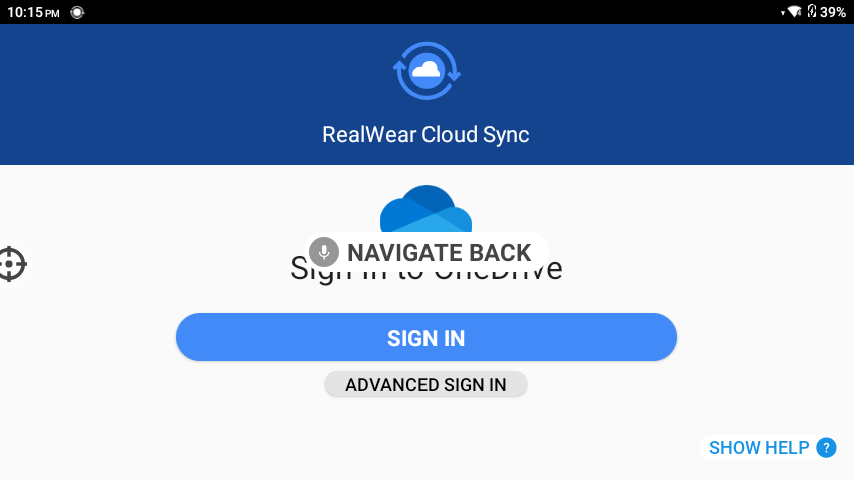 10:15 PM
39%
RealWear Cloud Sync
NAVIGATE BACK
Sign In to OneDrive
SIGN IN
ADVANCED SIGN IN
SHOW HELP ?